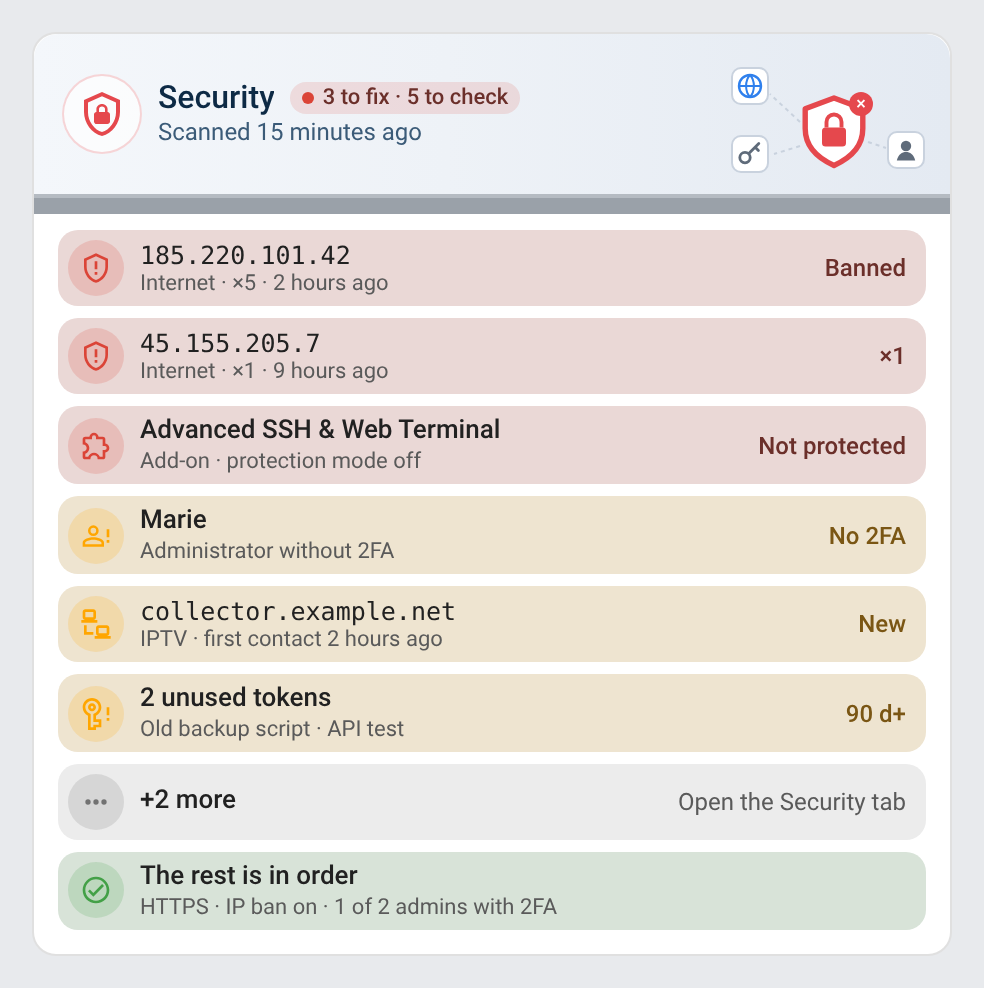 Security 3 to fix · 5 to check
Scanned 15 minutes ago
185.220.101.42
Internet · ×5 · 2 hours ago
Banned
45.155.205.7
Internet · ×1 · 9 hours ago
×1
Advanced SSH & Web Terminal
Add-on · protection mode off
Not protected
Marie
Administrator without 2FA
No 2FA
collector.example.net
IPTV · first contact 2 hours ago
New
2 unused tokens
Old backup script · API test
90 d+
+2 more
Open the Security tab
The rest is in order
HTTPS · IP ban on · 1 of 2 admins with 2FA